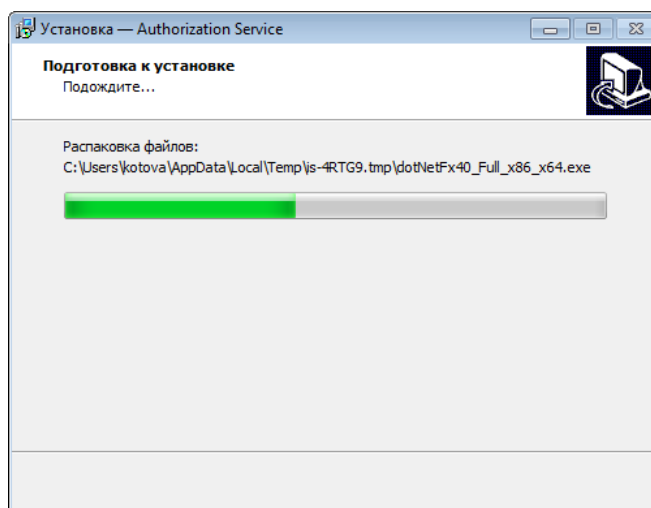 Установка — Authorization Service
Подготовка к установке
Подождите...
Распаковка файлов:
C:\Users\kotova\AppData\Local\Temp\is-4RTG9.tmp\dotNetFx40_Full_x86_x64.exe